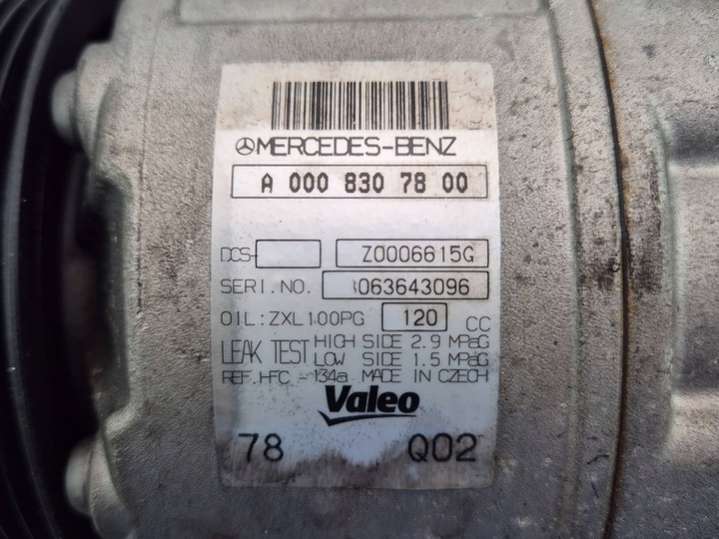 MERCEDES-BENZ
A 000 830 78 00
DCS- Z0006615G
SERI.NO. 063643096
OIL:ZXL100PG 120 CC
LEAK TEST HIGH SIDE 2.9 MPaG
LOW SIDE 1.5 MPaG
REF.HFC-134a MADE IN CZECH
Valeo
78 Q02